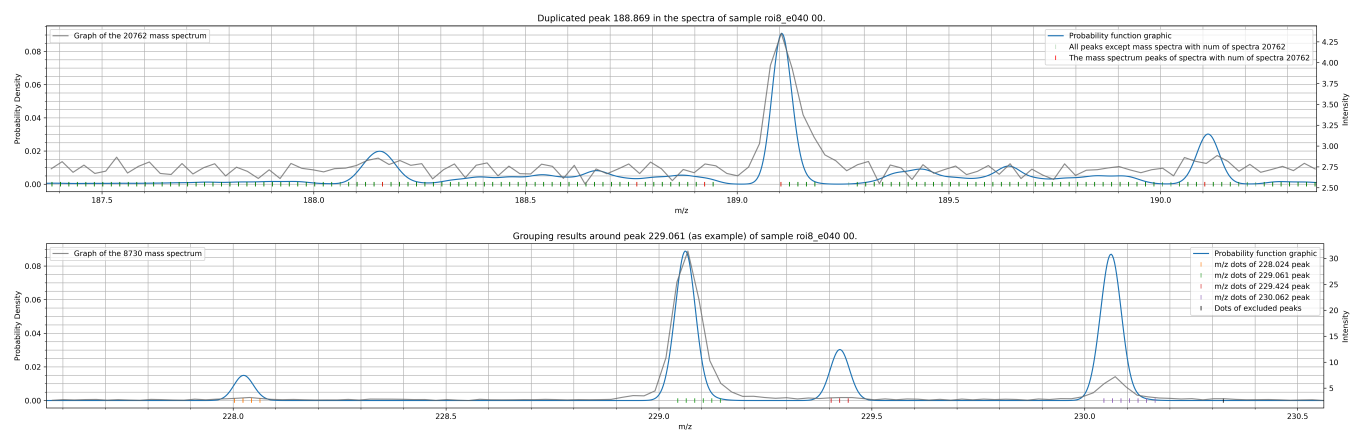 Duplicated peak 188.869 in the spectra of sample roi8_e040 00.
Graph of the 20762 mass spectrum
Probability function graphic
All peaks except mass spectra with num of spectra 20762
The mass spectrum peaks of spectra with num of spectra 20762
Probability Density
0.08
0.06
0.04
0.02
0.00
4.25
4.00
3.75
3.50
3.25
3.00
2.75
2.50
Intensity
187.5 188.0 188.5 189.0 189.5 190.0
m/z
Grouping results around peak 229.061 (as example) of sample roi8_e040 00.
Graph of the 8730 mass spectrum
Probability function graphic
m/z dots of 228.024 peak
m/z dots of 229.061 peak
m/z dots of 229.424 peak
m/z dots of 230.062 peak
Dots of excluded peaks
Probability Density
0.08
0.06
0.04
0.02
0.00
30
25
20
15
10
5
Intensity
228.0 228.5 229.0 229.5 230.0 230.5
m/z